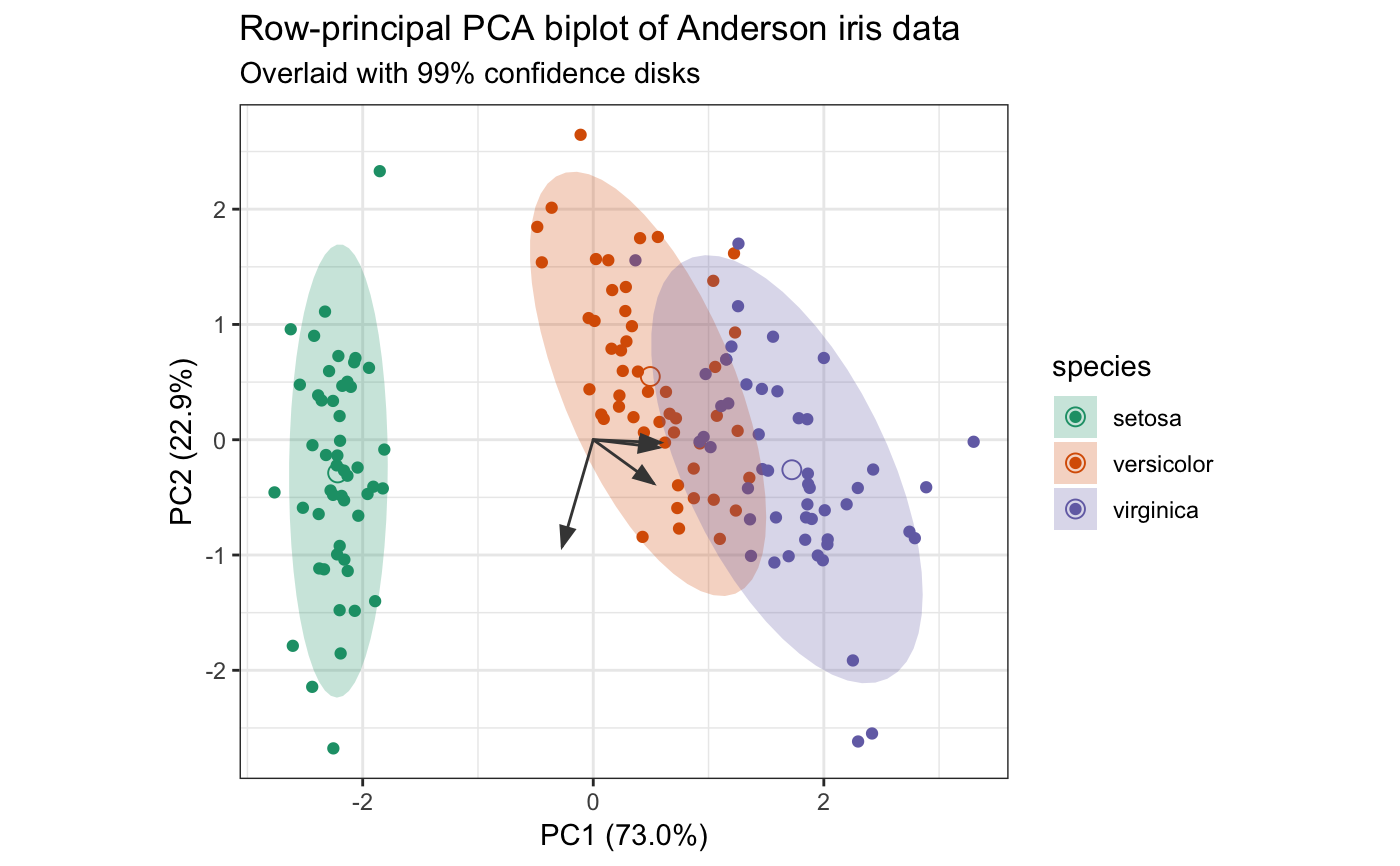 Row-principal PCA biplot of Anderson iris data
Overlaid with 99% confidence disks
PC2 (22.9%)
2
1
0
-1
-2
-2
0
2
PC1 (73.0%)
species
setosa
versicolor
virginica